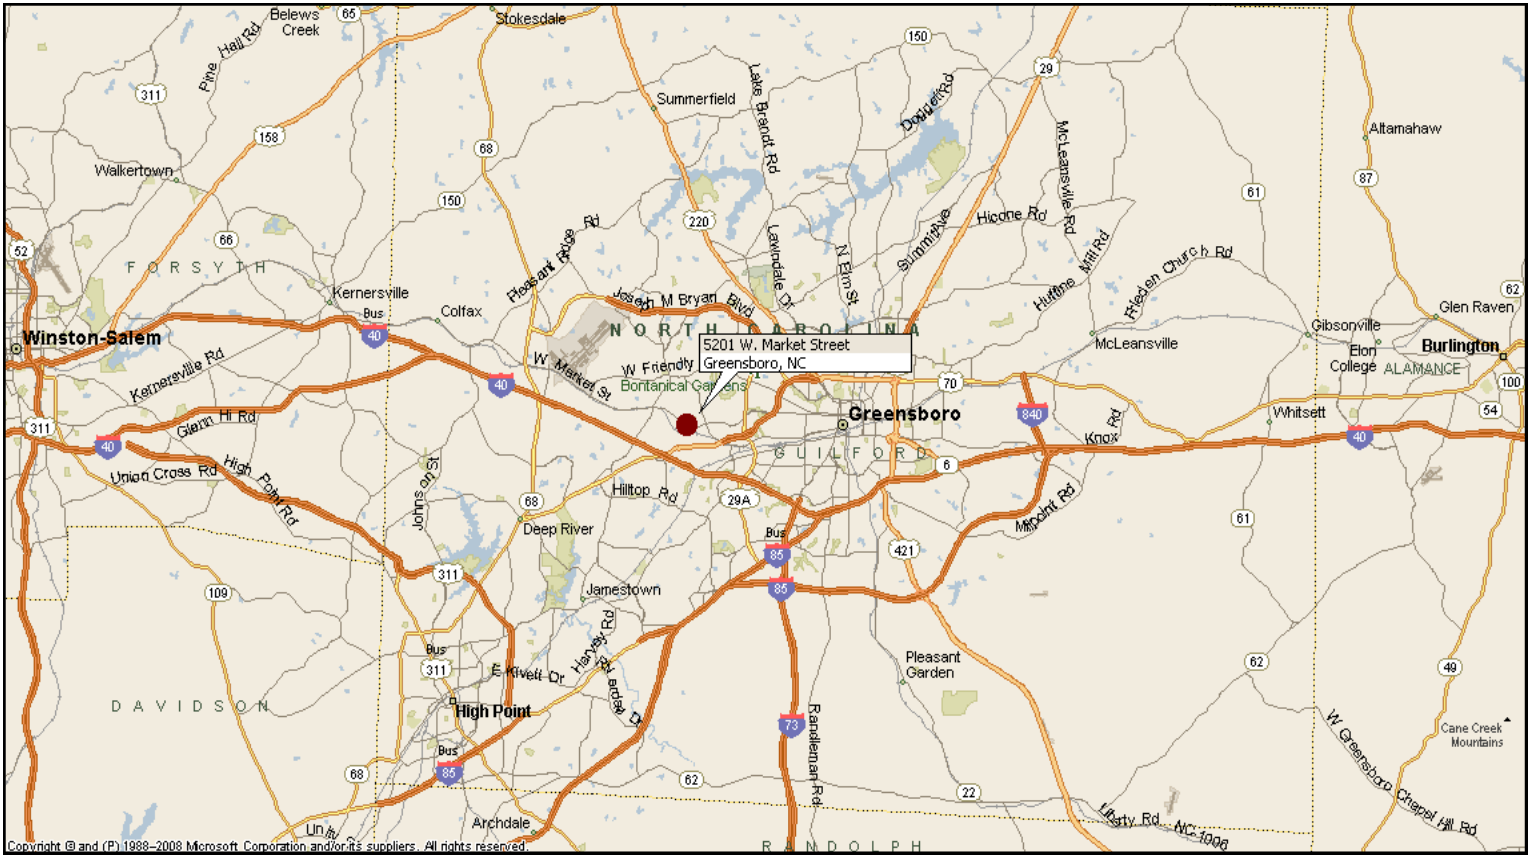 Belews
Creek
65
Stokesdale
150
Pine Hall Rd
311
29
68
158
Summerfield
Lake Brandt Rd
Doggett Rd
McLeansville Rd
Altamahaw
87
Walkertown
150
61
52
66
FORSYTH
Pleasant Ridge Rd
220
Lawndale Dr
N Elm St
Summit Ave
Hicone Rd
Huffine Mill Rd
Frieden Church Rd
62
Kernersville
Bus
40
Colfax
Joseph M Bryan Blvd
NORTH CAROLINA
Glen Raven
Gibsonville
Winston-Salem
Kernersville Rd
W Market St
W Friendly
5201 W. Market Street
Greensboro, NC
Bontanical Gardens
McLeansville
Elon
College
Burlington
ALAMANCE
100
40
70
840
Greensboro
Whitsett
54
311
Glenn Hi Rd
40
Knox Rd
40
GUILFORD
6
Union Cross Rd
High Point Rd
Johnson St
68
Hilltop Rd
29A
Millpoint Rd
61
Deep River
Bus
85
421
311
85
109
Jamestown
Harvey Rd
Bus
311
E Kivett Dr
Pleasant
Garden
62
49
DAVIDSON
High Point
73
Randleman Rd
W Greensboro Chapel Hill Rd
Cane Creek
Mountains
Bus
85
68
62
22
Liberty Rd
NC-1006
Archdale
Unity
RANDOLPH
Copyright © and (P) 1988–2008 Microsoft Corporation and/or its suppliers. All rights reserved.